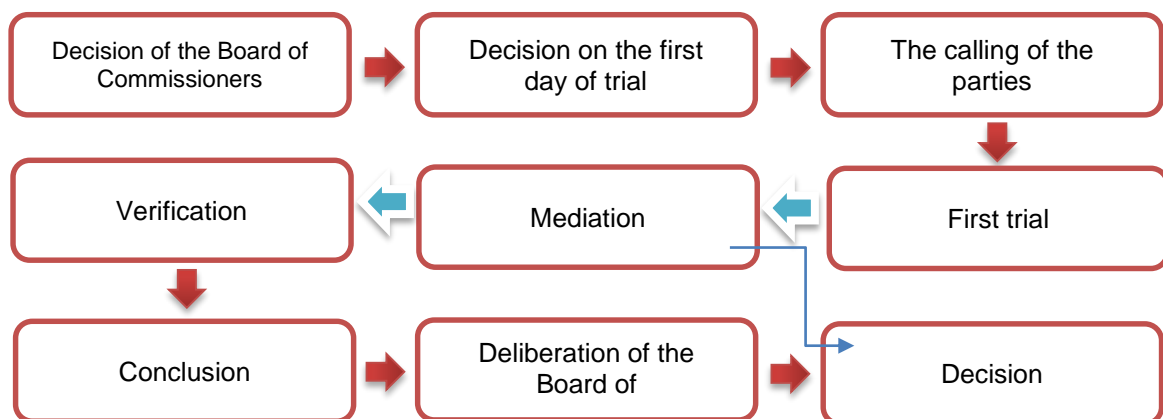 Decision of the Board of
Commissioners
Decision on the first
day of trial
The calling of the
parties
Verification
Mediation
First trial
Conclusion
Deliberation of the
Board of
Decision